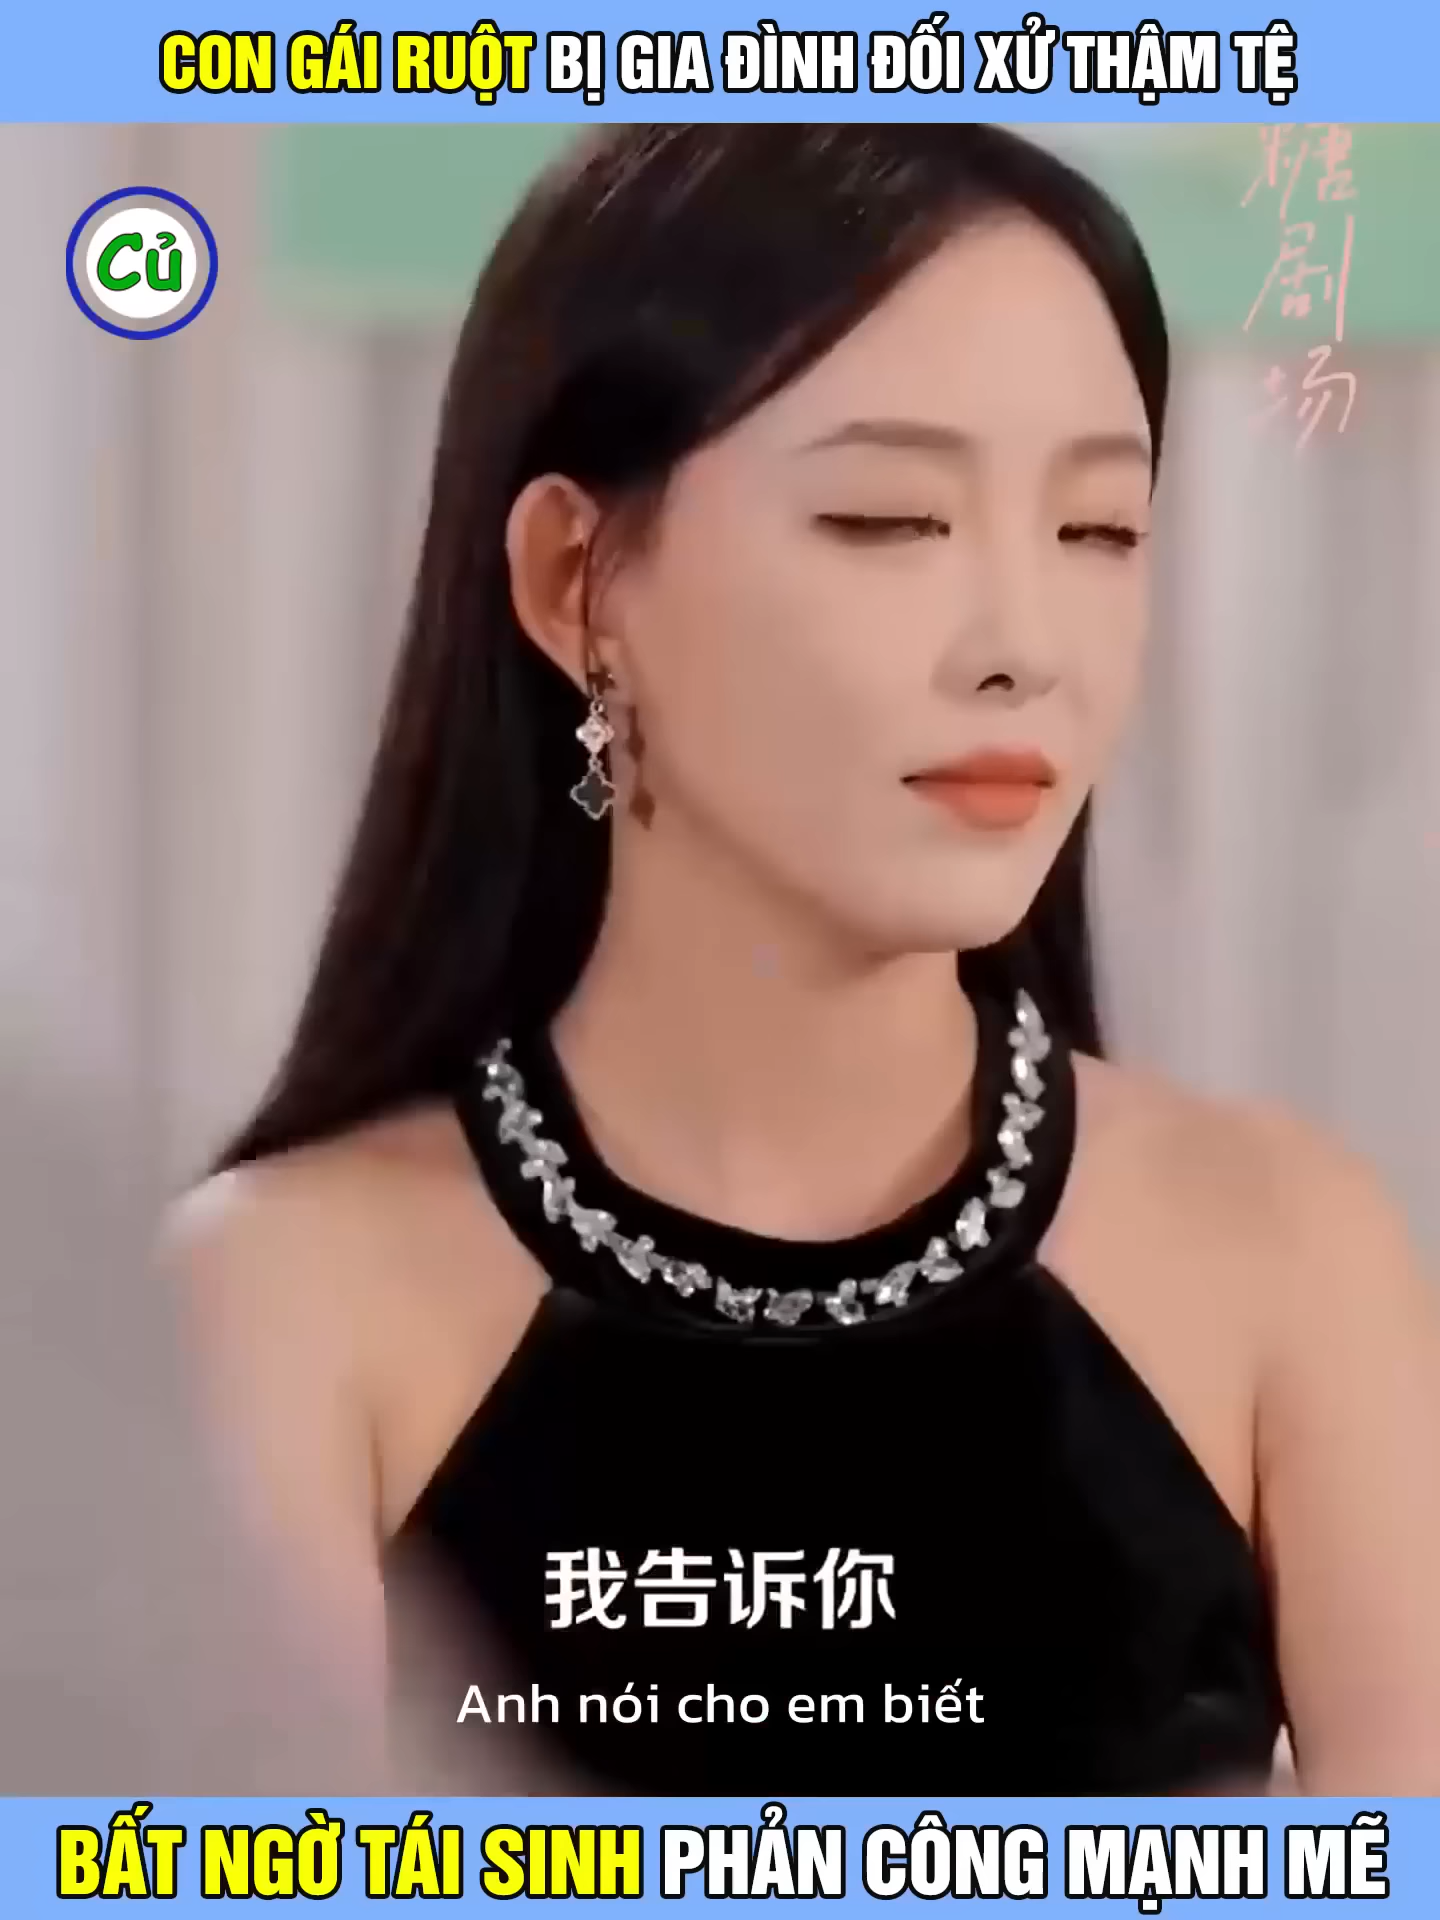 CON GÁI RUỘT BỊ GIA ĐÌNH ĐỐI XỬ THẬM TỆ
Củ
糖剧场
我告诉你
Anh nói cho em biết
BẤT NGỜ TÁI SINH PHẢN CÔNG MẠNH MẼ